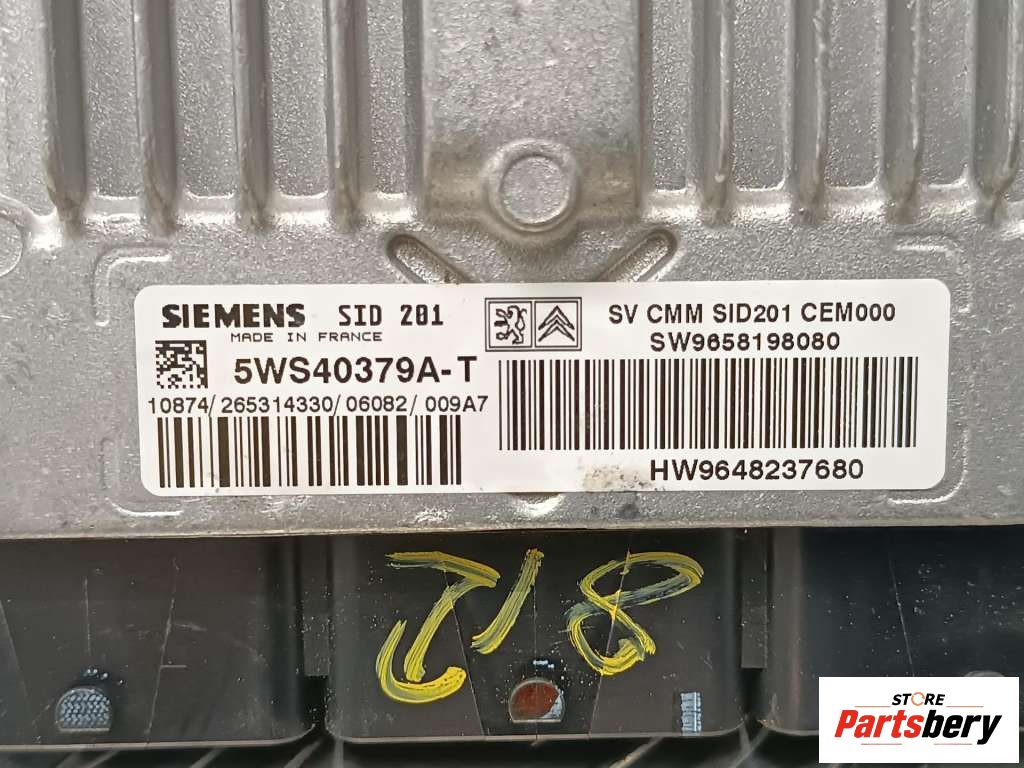 SIEMENS SID 201
MADE IN FRANCE
5WS40379A-T
10874/265314330/06082/009A7
SV CMM SID201 CEM000
SW9658198080
HW9648237680
218
STORE
Partsbery